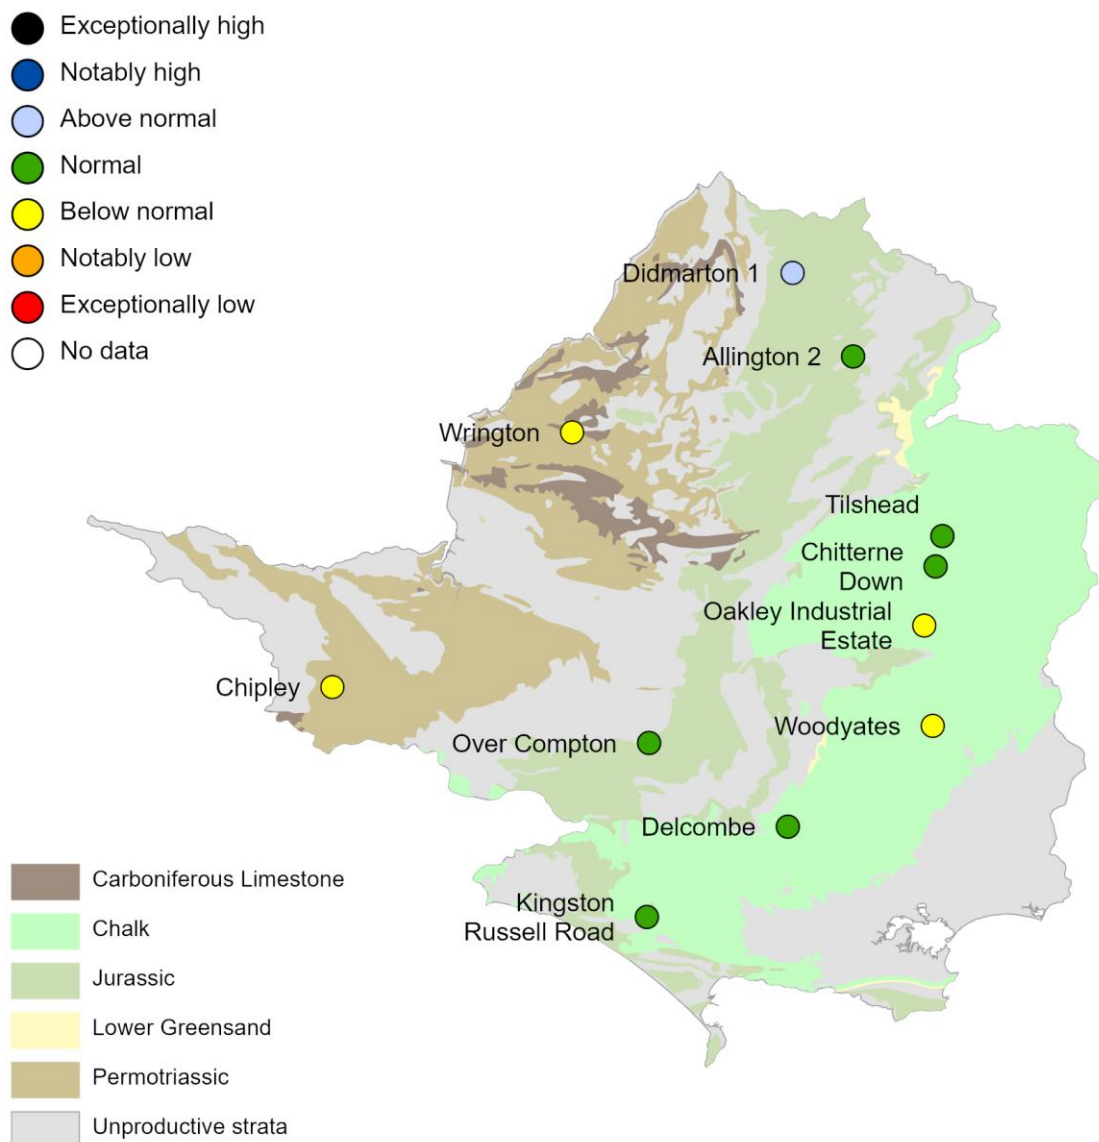 Exceptionally high
Notably high
Above normal
Normal
Below normal
Notably low
Exceptionally low
No data
Didmarton 1
Allington 2
Wrington
Tilshead
Chitterne
Down
Oakley Industrial
Estate
Chipley
Woodyates
Over Compton
Delcombe
Kingston
Russell Road
Carboniferous Limestone
Chalk
Jurassic
Lower Greensand
Permotriassic
Unproductive strata